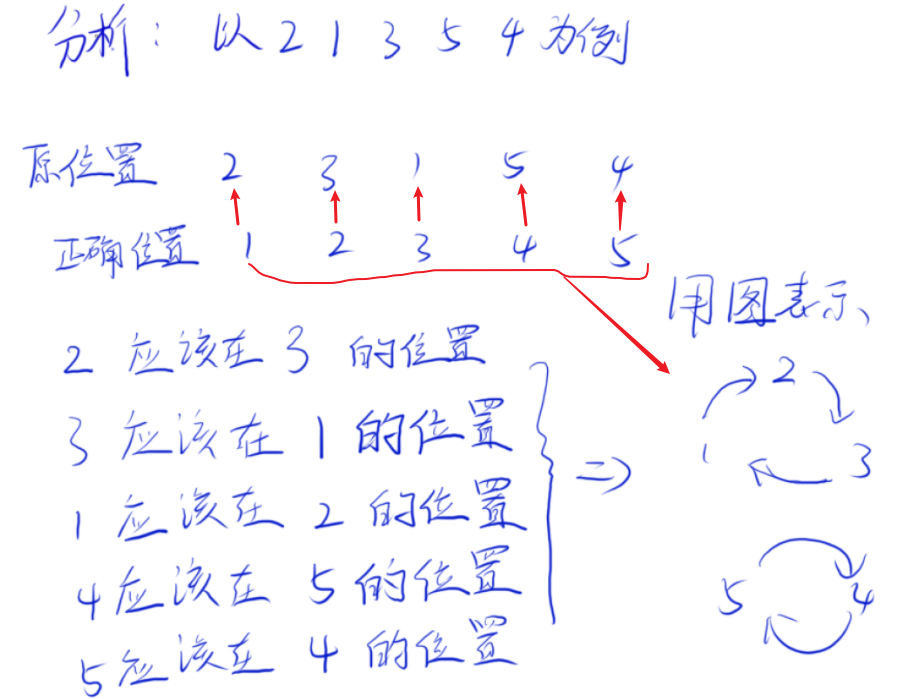 分析：以 2 1 3 5 4 为例
原位置 2 3 1 5 4
正确位置 1 2 3 4 5
用图表示
2 应该在 3 的位置
3 应该在 1 的位置
1 应该在 2 的位置
4 应该在 5 的位置
5 应该在 4 的位置
=>
2
1 3
5 4